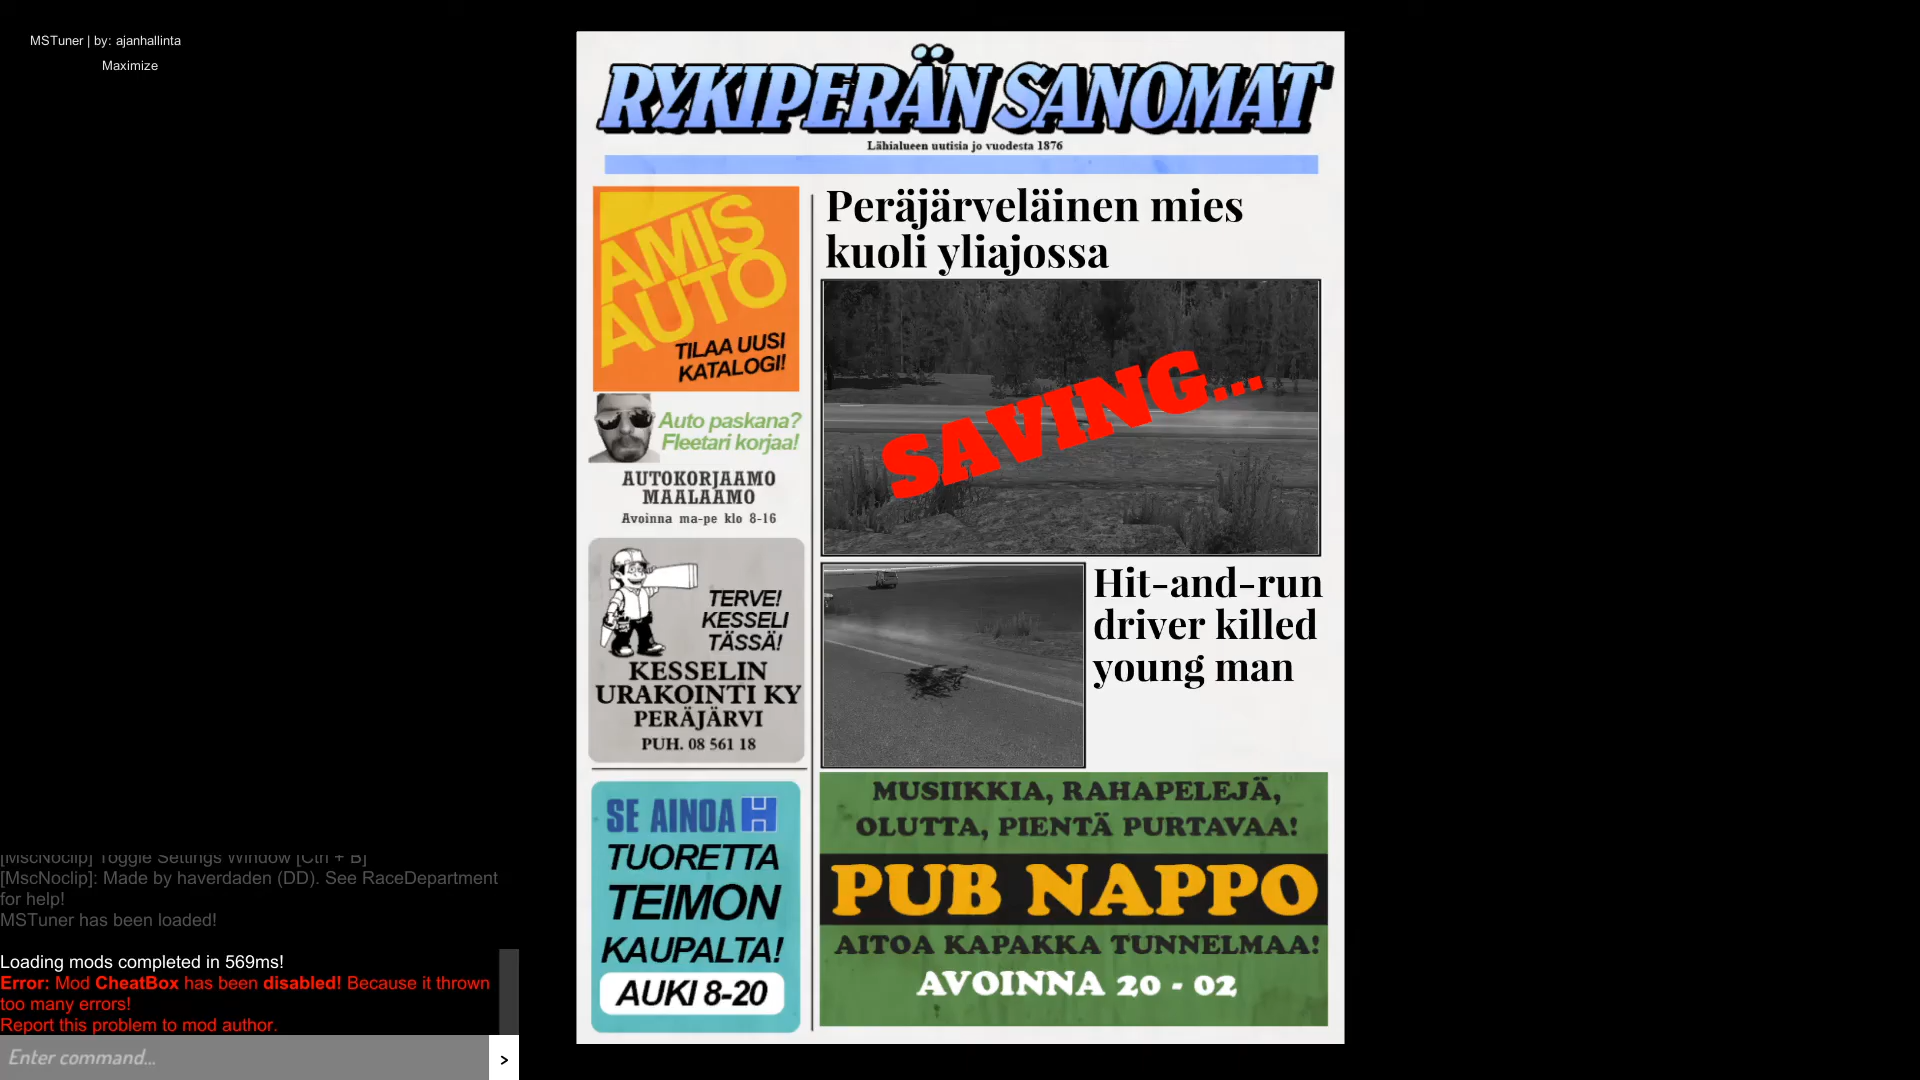 MSTuner | by: ajanhallinta
Maximize
RYKIPERÄN SANOMAT
Lähialueen uutisia jo vuodesta 1876
AMIS
AUTO
TILAA UUSI
KATALOGI!
Auto paskana?
Fleetari korjaa!
AUTOKORJAAMO
MAALAAMO
Avoinna ma-pe klo 8-16
TERVE!
KESSELI
TÄSSÄ!
KESSELIN
URAKOINTI KY
PERÄJÄRVI
PUH. 08 561 18
SE AINOA H
TUORETTA
TEIMON
KAUPALTA!
AUKI 8-20
Peräjärveläinen mies
kuoli yliajossa
SAVING...
Hit-and-run
driver killed
young man
MUSIIKKIA, RAHAPELEJÄ,
OLUTTA, PIENTÄ PURTAVAA!
PUB NAPPO
AITOA KAPAKKA TUNNELMAA!
AVOINNA 20 - 02
[MscNoclip] Toggle Settings Window [Ctrl + B]
[MscNoclip]: Made by haverdaden (DD). See RaceDepartment
for help!
MSTuner has been loaded!
Loading mods completed in 569ms!
Error: Mod CheatBox has been disabled! Because it thrown
too many errors!
Report this problem to mod author.
Enter command...
>